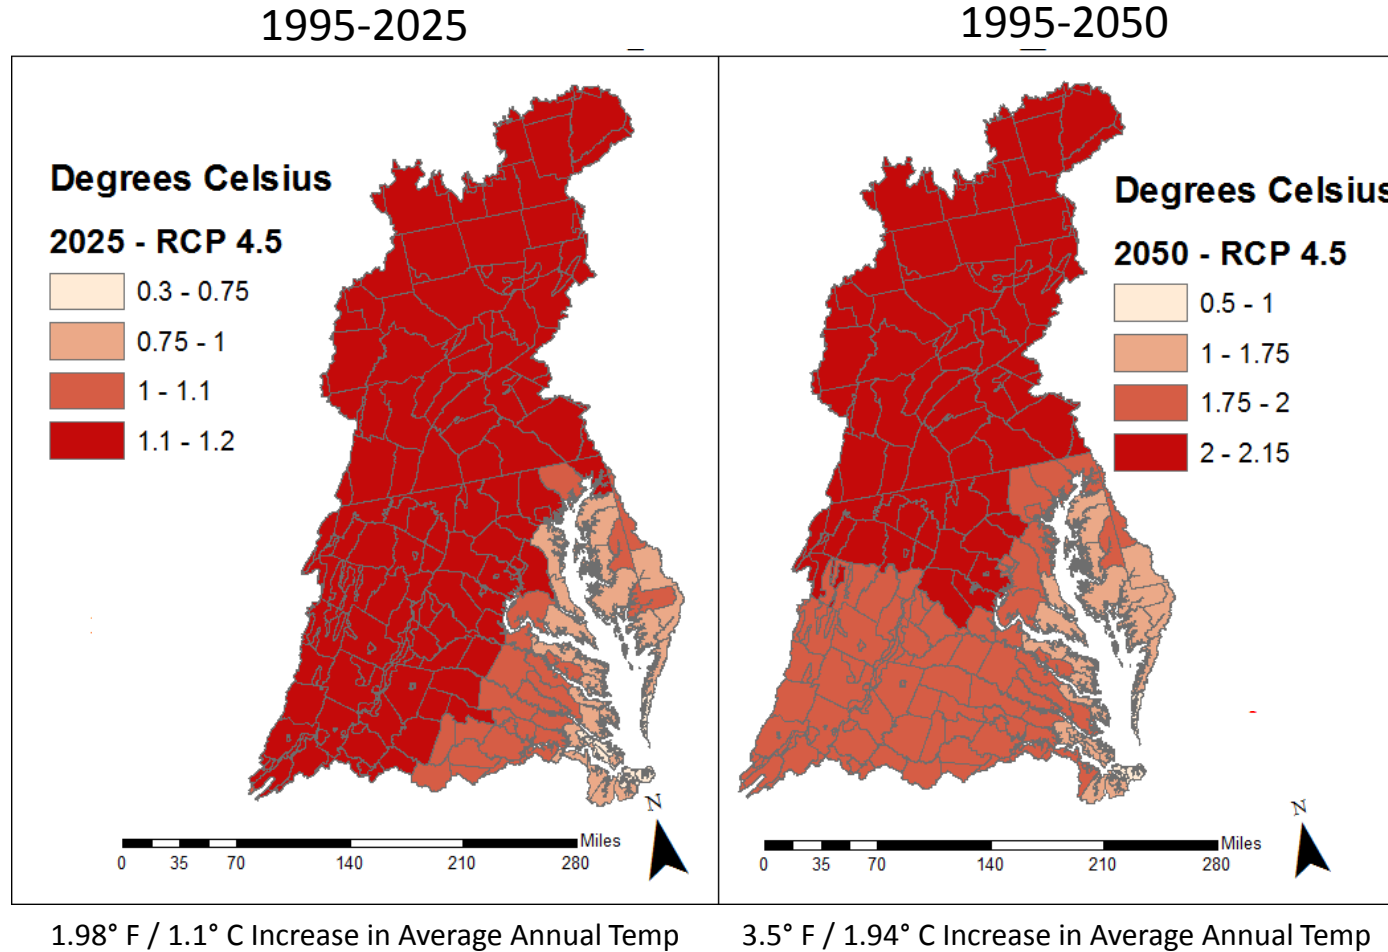 1995-2025
1995-2050
Degrees Celsius
2025 - RCP 4.5
0.3 - 0.75
0.75 - 1
1 - 1.1
1.1 - 1.2
N
Miles
0 35 70 140 210 280
Degrees Celsius
2050 - RCP 4.5
0.5 - 1
1 - 1.75
1.75 - 2
2 - 2.15
N
Miles
0 35 70 140 210 280
1.98° F / 1.1° C Increase in Average Annual Temp
3.5° F / 1.94° C Increase in Average Annual Temp